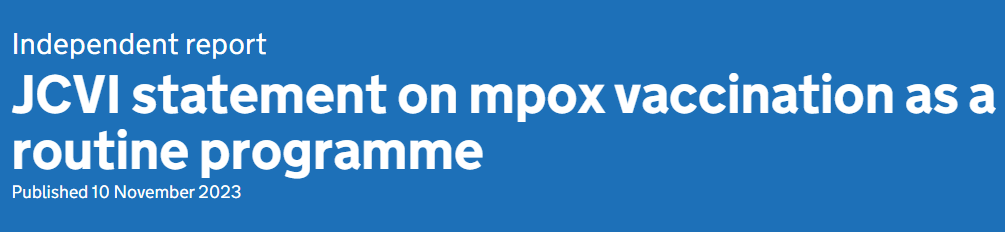 Independent report
JCVI statement on mpox vaccination as a
routine programme
Published 10 November 2023